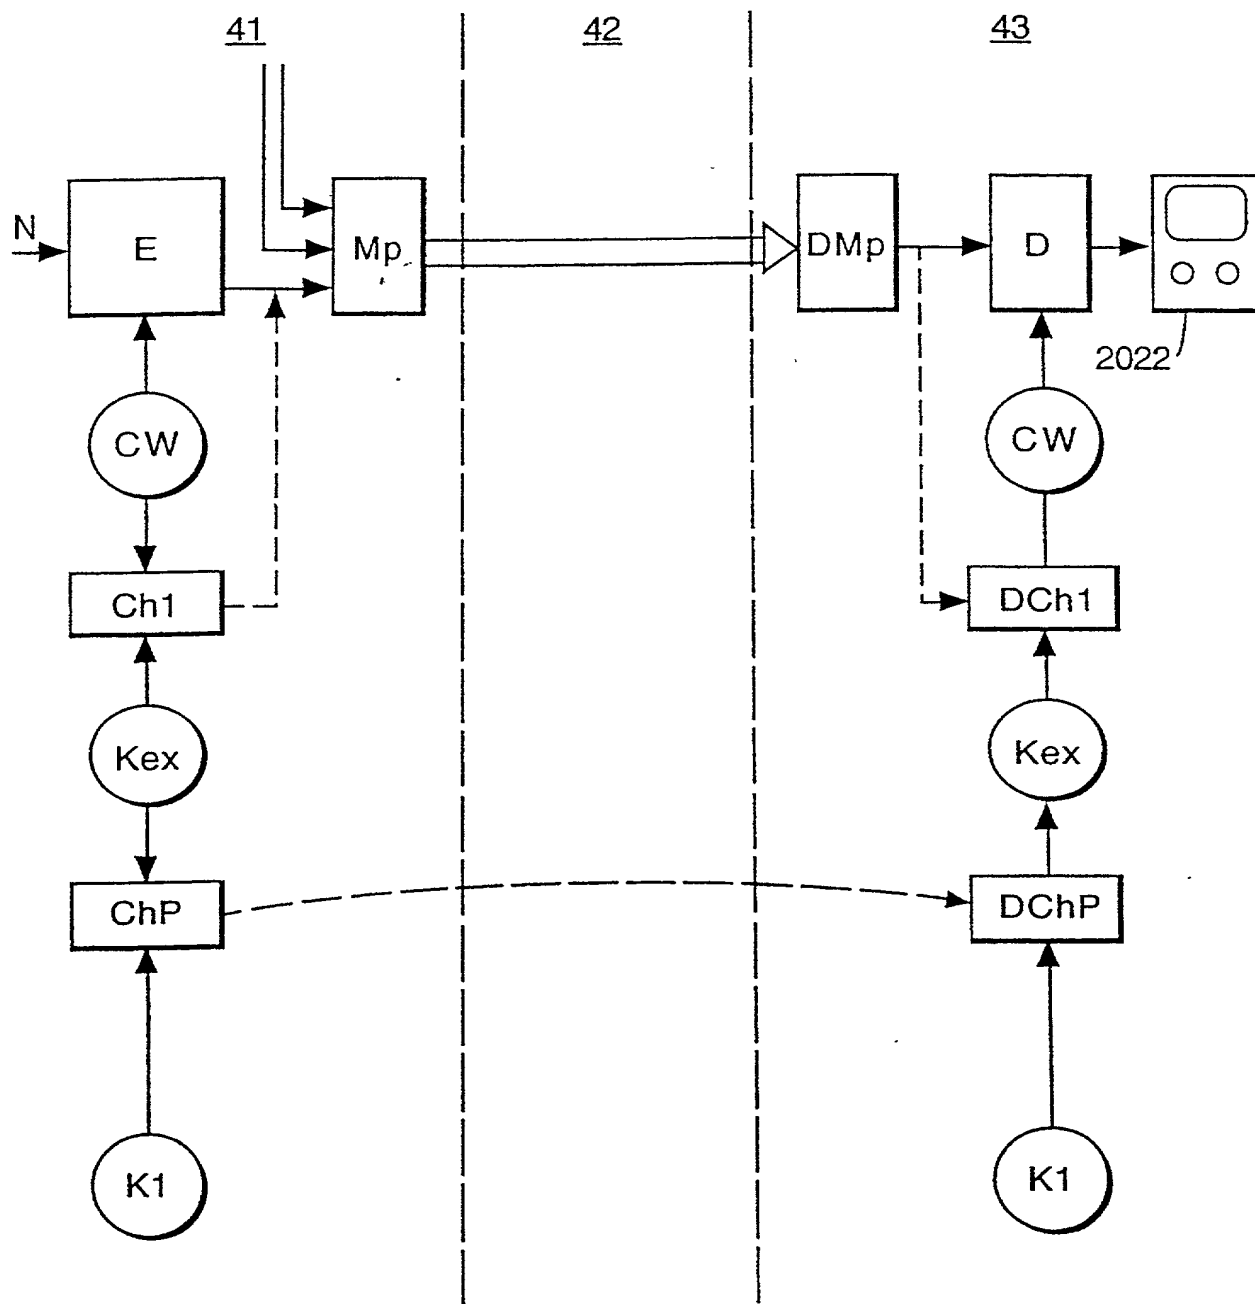 41 42 43
N E Mp DMp D
2022
CW CW
Ch1 DCh1
Kex Kex
ChP DChP
K1 K1